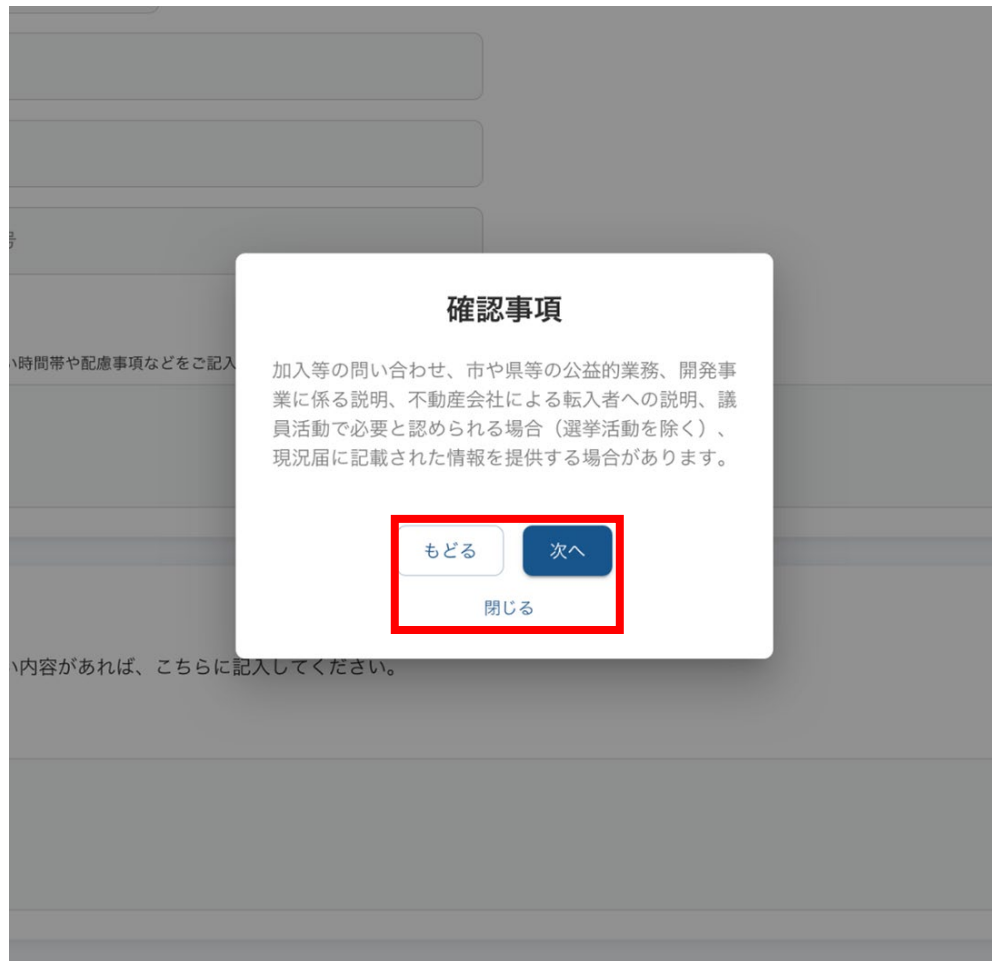 号
い時間帯や配慮事項などをご記入
確認事項
加入等の問い合わせ、市や県等の公益的業務、開発事
業に係る説明、不動産会社による転入者への説明、議
員活動で必要と認められる場合（選挙活動を除く）、
現況届に記載された情報を提供する場合があります。
もどる
次へ
閉じる
い内容があれば、こちらに記入してください。